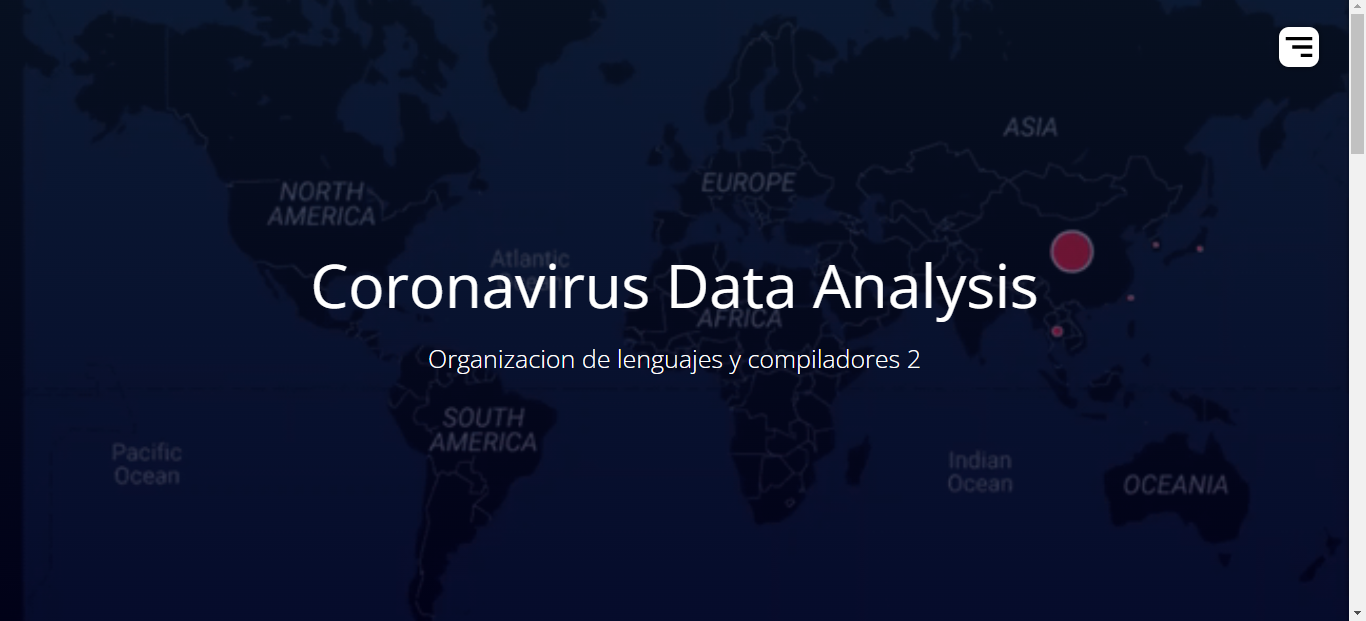 ASIA
EUROPE
NORTH
AMERICA
Atlantic
Coronavirus Data Analysis
AFRICA
Organizacion de lenguajes y compiladores 2
SOUTH
AMERICA
Pacific
Ocean
Indian
Ocean
OCEANIA